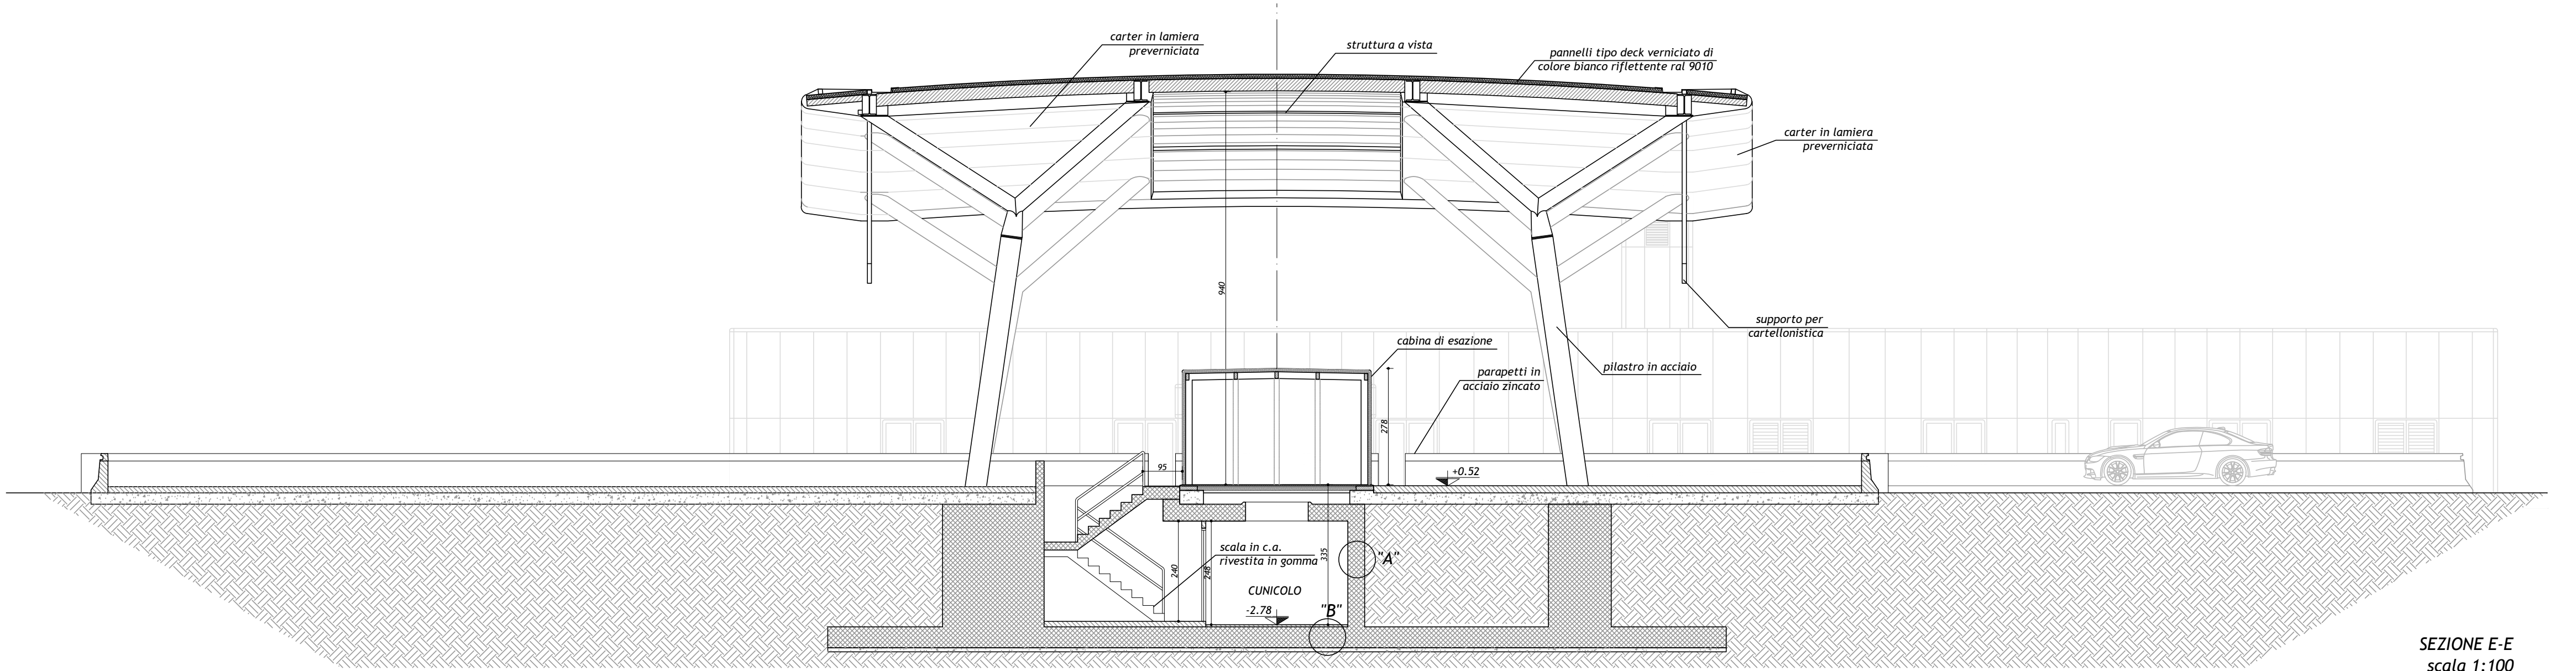 carter in lamiera
preverniciata
struttura a vista
pannelli tipo deck verniciato di
colore bianco riflettente ral 9010
carter in lamiera
preverniciata
940
supporto per
cartellonistica
cabina di esazione
pilastro in acciaio
parapetti in
acciaio zincato
278
95
+0.52
scala in c.a.
rivestita in gomma
335
"A"
240
248
CUNICOLO
-2.78
"B"
SEZIONE E-E
scala 1:100